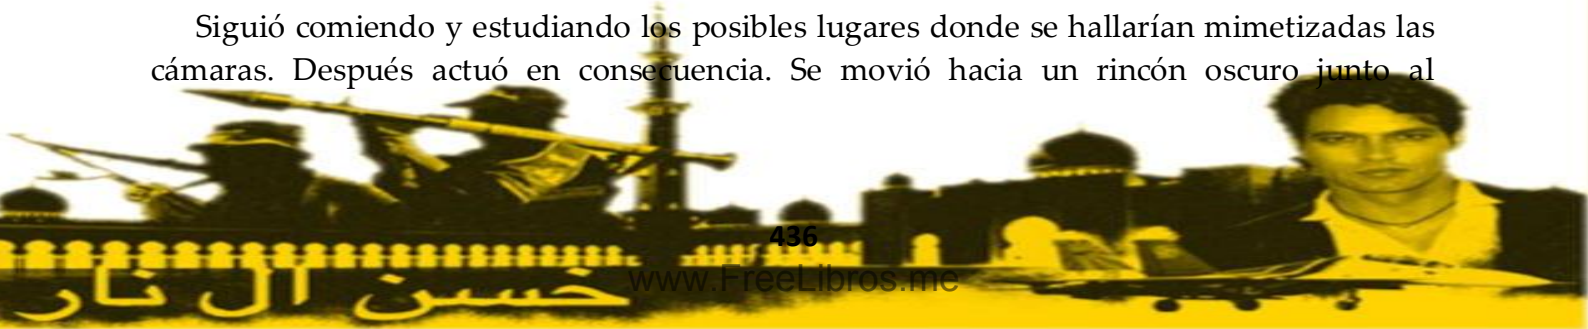 Siguió comiendo y estudiando los posibles lugares donde se hallarían mimetizadas las
cámaras. Después actuó en consecuencia. Se movió hacia un rincón oscuro junto al
436
حسن ال نار
www.FreeLibros.me